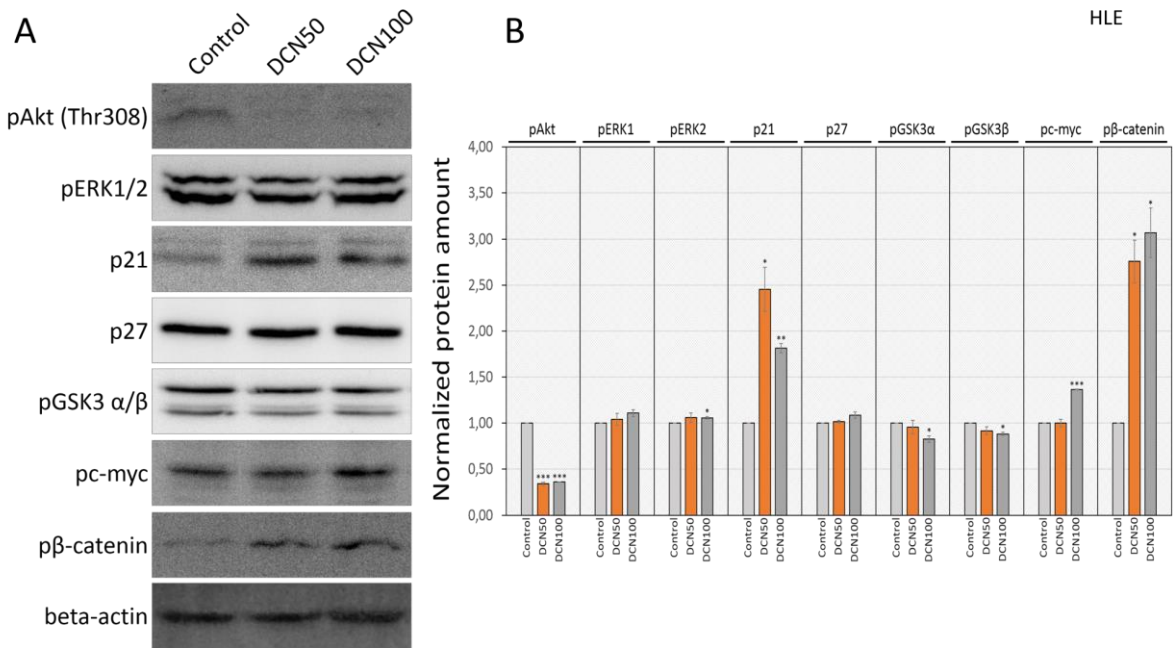 A
Control DCN50 DCN100
pAkt (Thr308)
pERK1/2
p21
p27
pGSK3 α/β
pc-myc
pβ-catenin
beta-actin
B
HLE
pAkt pERK1 pERK2 p21 p27 pGSK3α pGSK3β pc-myc pβ-catenin
Normalized protein amount
4,00
3,50
3,00
2,50
2,00
1,50
1,00
0,50
0,00
*** ***
*
* **
*
*
***
* *
Control DCN50 DCN100 Control DCN50 DCN100 Control DCN50 DCN100 Control DCN50 DCN100 Control DCN50 DCN100 Control DCN50 DCN100 Control DCN50 DCN100 Control DCN50 DCN100 Control DCN50 DCN100